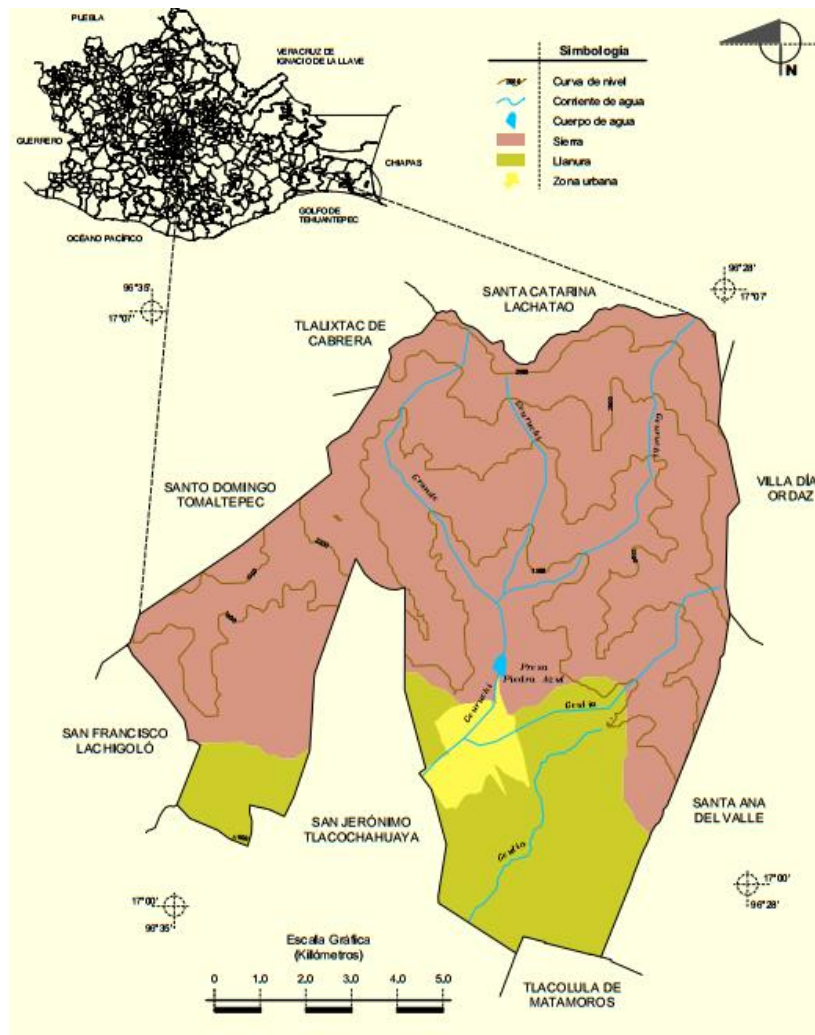 PUEBLA
VERACRUZ DE
IGNACIO DE LA LLAVE
GUERRERO
CHIAPAS
GOLFO DE
TEHUANTEPEC
OCÉANO PACÍFICO
Simbología
Curva de nivel
Corriente de agua
Cuerpo de agua
Sierra
Llanura
Zona urbana
N
96°35'
17°07'
96°28'
17°07'
SANTA CATARINA
LACHATAO
TLALIXTAC DE
CABRERA
SANTO DOMINGO
TOMALTEPEC
VILLA DÍA
ORDAZ
Grande
Geuruchi
Presa
Piedra Azul
SAN FRANCISCO
LACHIGOLÓ
SAN JERÓNIMO
TLACOCHAHUAYA
SANTA ANA
DEL VALLE
17°00'
96°35'
17°00'
96°28'
Escala Gráfica
(Kilómetros)
0 1,0 2,0 3,0 4,0 5,0
TLACOLULA DE
MATAMOROS